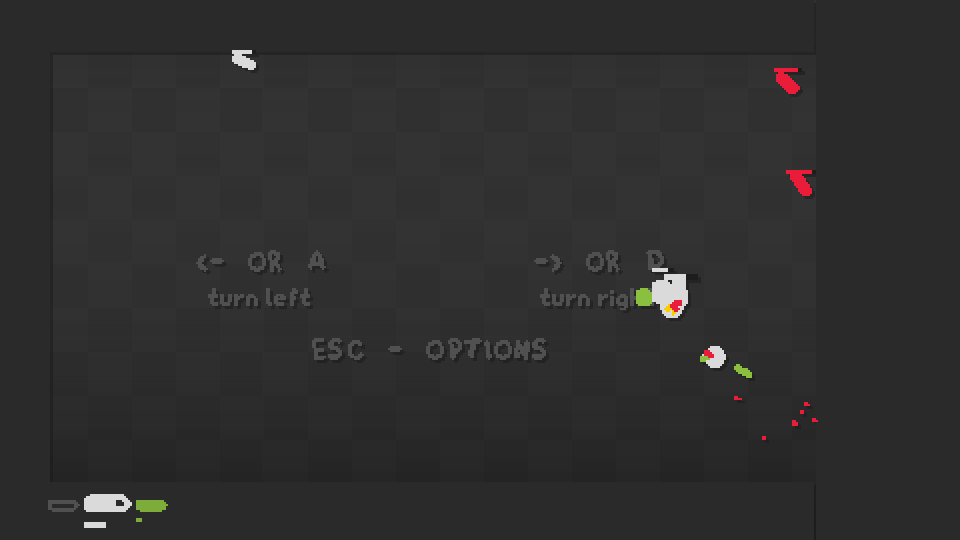 <- OR A
turn left
-> OR D
turn righ
ESC - OPTIONS